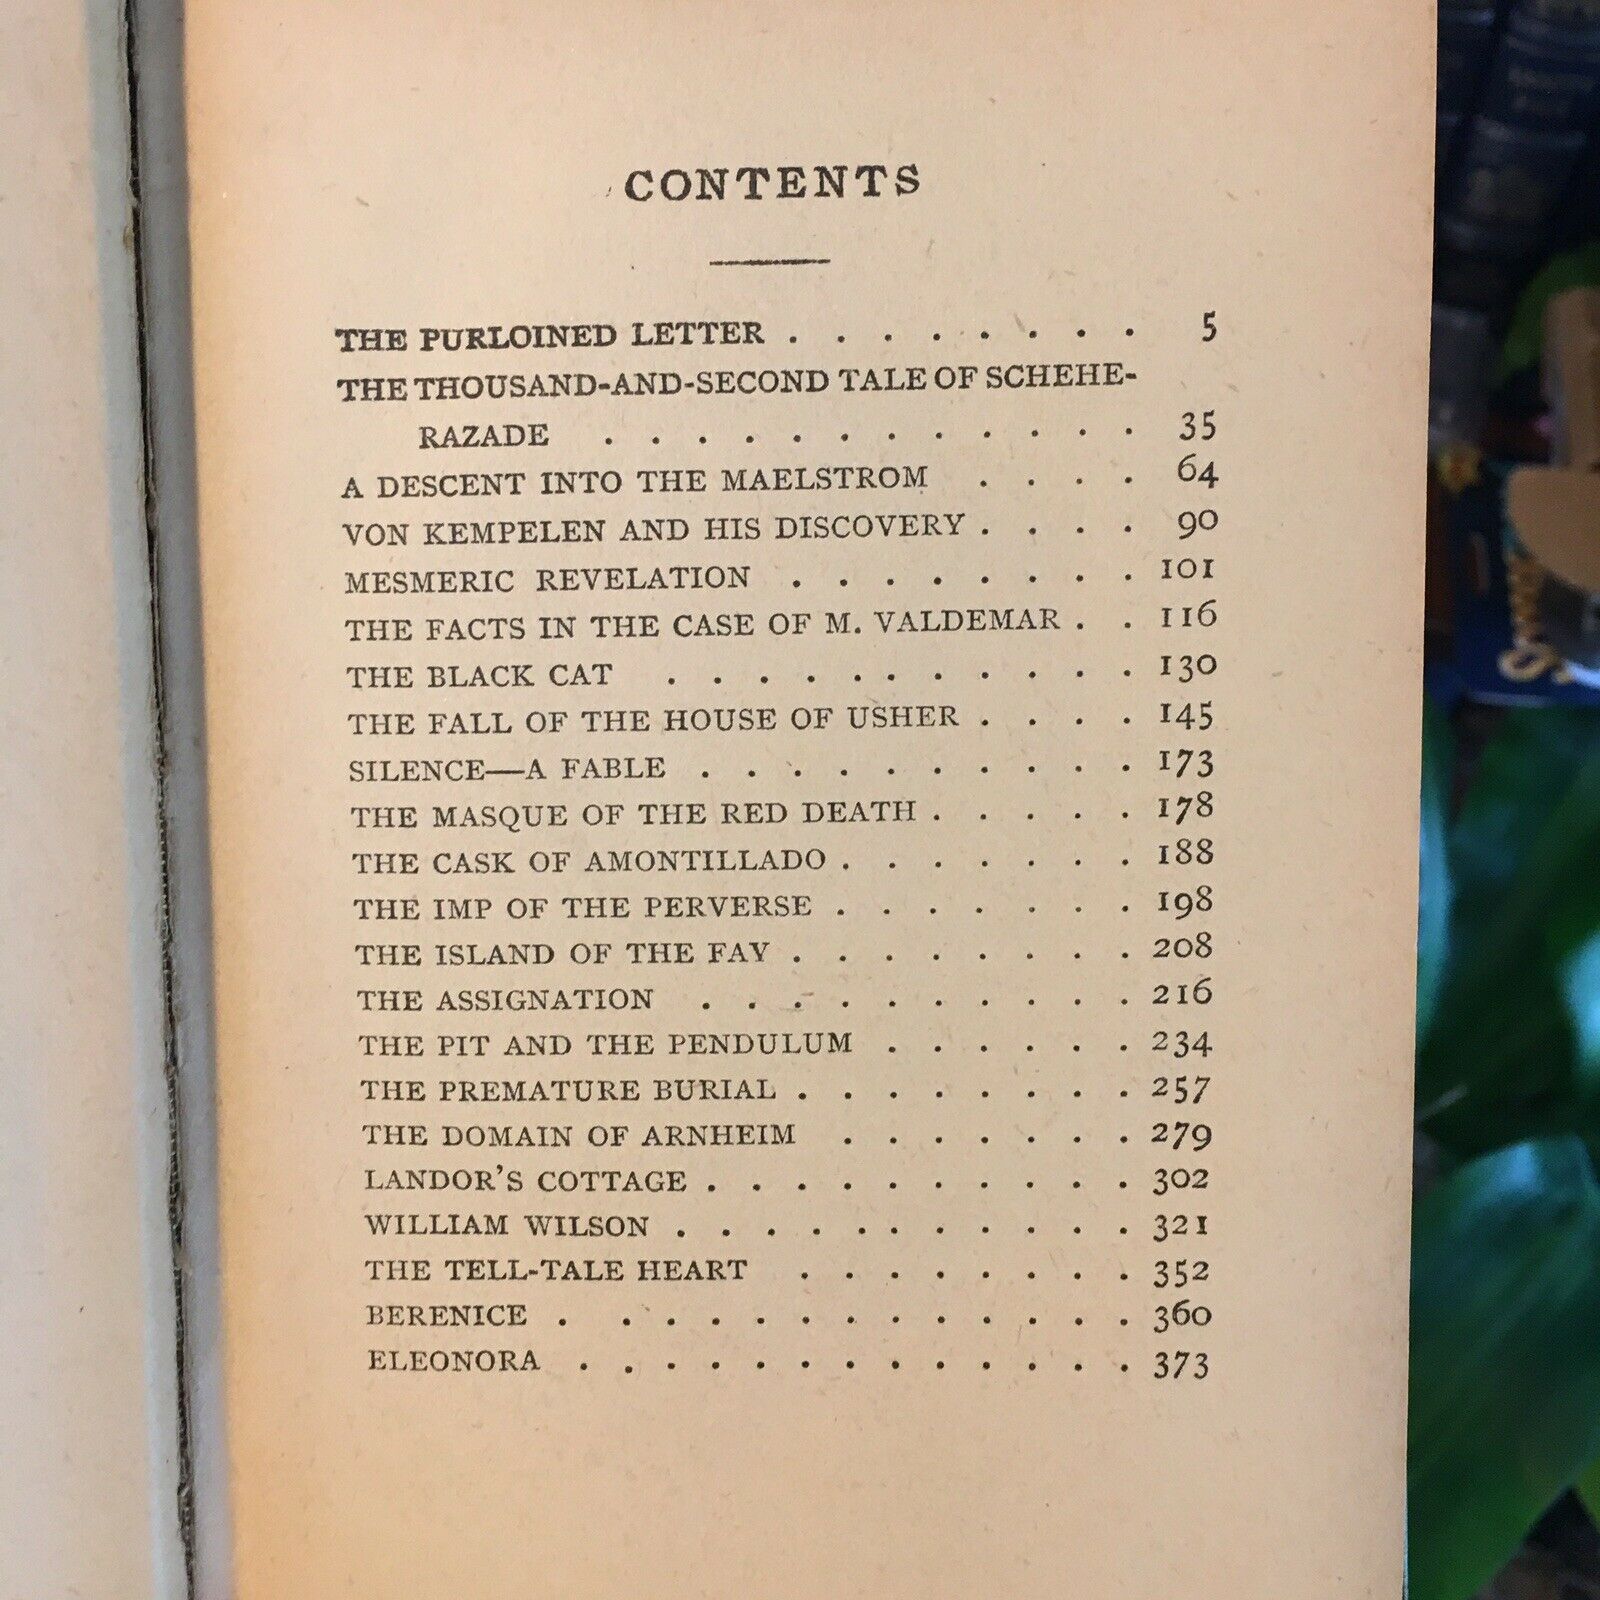 CONTENTS
THE PURLOINED LETTER . . . . . . . . 5
THE THOUSAND-AND-SECOND TALE OF SCHEHE-
RAZADE . . . . . . . . . . . . 35
A DESCENT INTO THE MAELSTROM . . . . 64
VON KEMPELEN AND HIS DISCOVERY . . . . 90
MESMERIC REVELATION . . . . . . . . 101
THE FACTS IN THE CASE OF M. VALDEMAR . . 116
THE BLACK CAT . . . . . . . . . . . 130
THE FALL OF THE HOUSE OF USHER . . . . 145
SILENCE—A FABLE . . . . . . . . . . 173
THE MASQUE OF THE RED DEATH . . . . . 178
THE CASK OF AMONTILLADO . . . . . . . 188
THE IMP OF THE PERVERSE . . . . . . . 198
THE ISLAND OF THE FAY . . . . . . . . 208
THE ASSIGNATION . . . . . . . . . . 216
THE PIT AND THE PENDULUM . . . . . . 234
THE PREMATURE BURIAL . . . . . . . . 257
THE DOMAIN OF ARNHEIM . . . . . . . 279
LANDOR'S COTTAGE . . . . . . . . . . 302
WILLIAM WILSON . . . . . . . . . . . 321
THE TELL-TALE HEART . . . . . . . . 352
BERENICE . . . . . . . . . . . . . 360
ELEONORA . . . . . . . . . . . . . 373